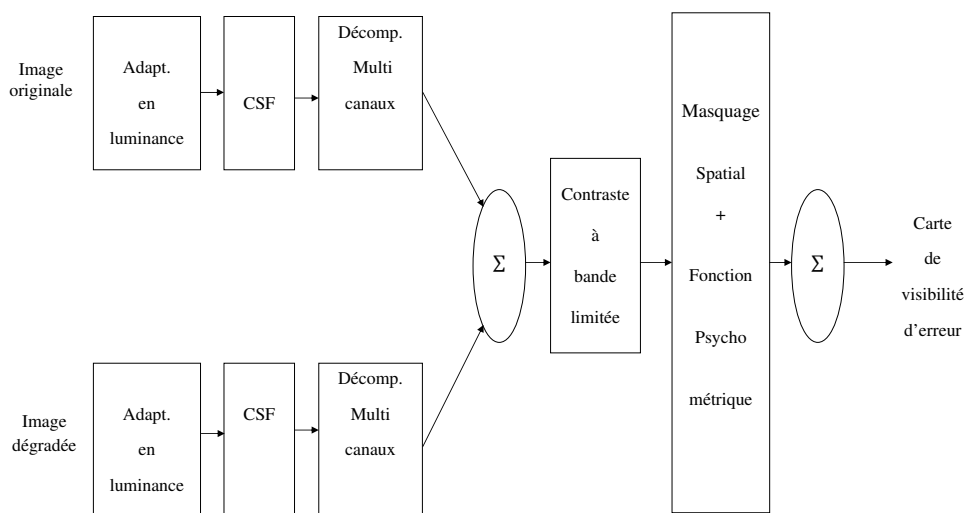 Image
originale
Adapt.
en
luminance
CSF
Décomp.
Multi
canaux
Image
dégradée
Adapt.
en
luminance
CSF
Décomp.
Multi
canaux
Σ
Contraste
à
bande
limitée
Masquage
Spatial
+
Fonction
Psycho
métrique
Σ
Carte
de
visibilité
d’erreur